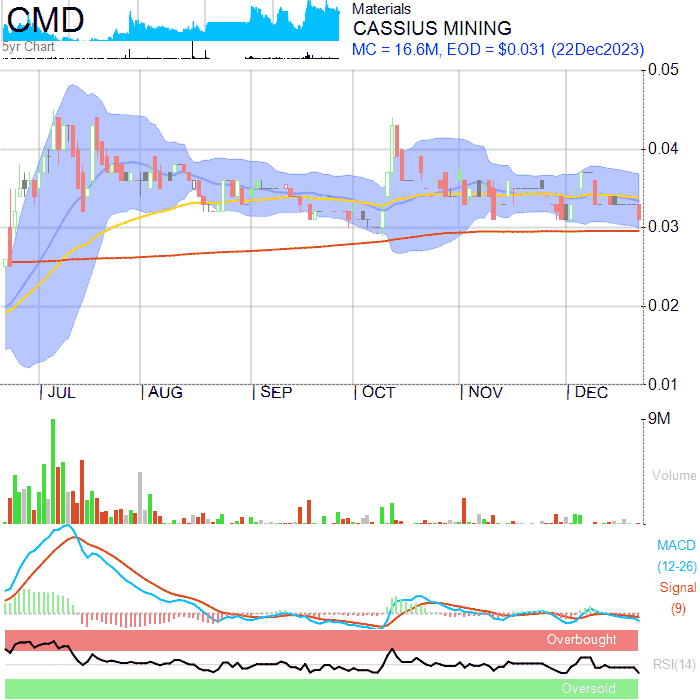 CMD
5yr Chart
Materials
CASSIUS MINING
MC = 16.6M, EOD = $0.031 (22Dec2023)
0.05
0.04
0.03
0.02
0.01
JUL AUG SEP OCT NOV DEC
9M
Volume
MACD
(12-26)
Signal
(9)
Overbought
RSI(14)
Oversold